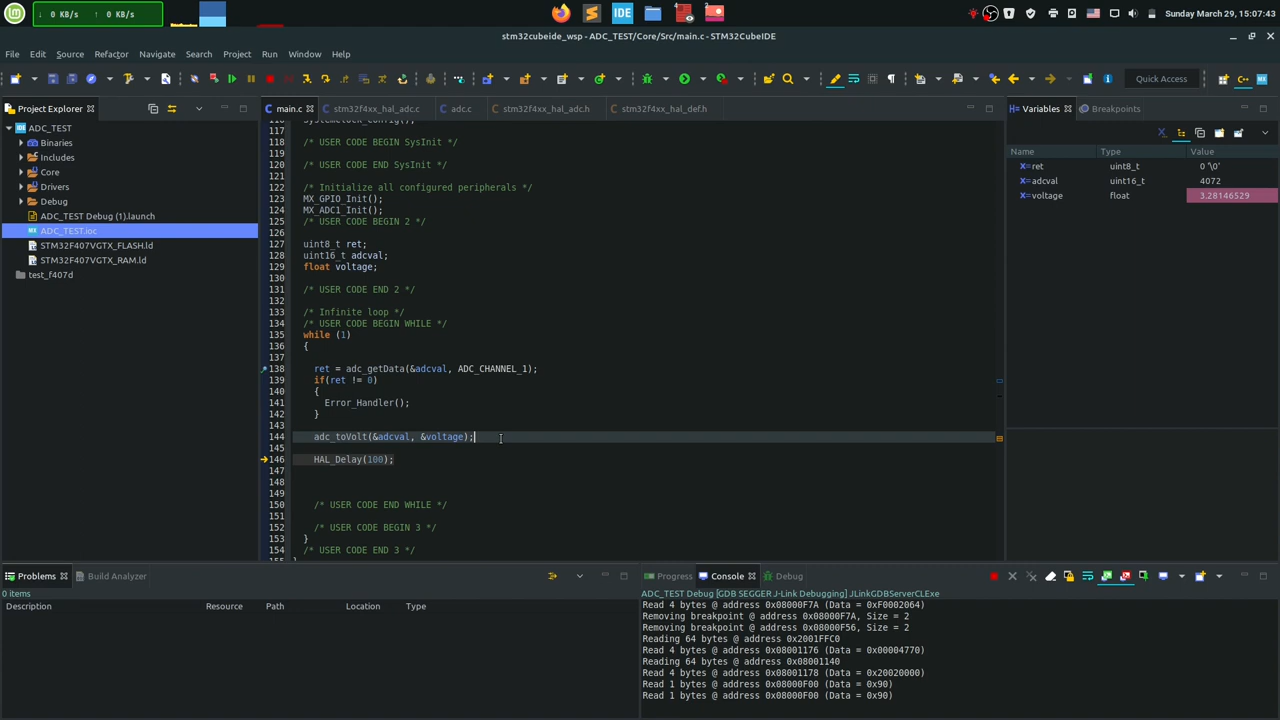 ↓ 0 KB/s ↑ 0 KB/s
IDE
4
3
Sunday March 29, 15:07:43
stm32cubeide_wsp - ADC_TEST/Core/Src/main.c - STM32CubeIDE
File Edit Source Refactor Navigate Search Project Run Window Help
Quick Access
Project Explorer
main.c stm32f4xx_hal_adc.c adc.c stm32f4xx_hal_adc.h stm32f4xx_hal_def.h
Variables Breakpoints
ADC_TEST
Binaries
Includes
Core
Drivers
Debug
ADC_TEST Debug (1).launch
ADC_TEST.ioc
STM32F407VGTX_FLASH.ld
STM32F407VGTX_RAM.ld
test_f407d
116 SystemClock_Config();
117
118 /* USER CODE BEGIN SysInit */
119
120 /* USER CODE END SysInit */
121
122 /* Initialize all configured peripherals */
123 MX_GPIO_Init();
124 MX_ADC1_Init();
125 /* USER CODE BEGIN 2 */
126
127 uint8_t ret;
128 uint16_t adcval;
129 float voltage;
130
131 /* USER CODE END 2 */
132
133 /* Infinite loop */
134 /* USER CODE BEGIN WHILE */
135 while (1)
136 {
137
138 ret = adc_getData(&adcval, ADC_CHANNEL_1);
139 if(ret != 0)
140 {
141 Error_Handler();
142 }
143
144 adc_toVolt(&adcval, &voltage);
145
146 HAL_Delay(100);
147
148
149
150 /* USER CODE END WHILE */
151
152 /* USER CODE BEGIN 3 */
153 }
154 /* USER CODE END 3 */
155 }
Name Type Value
ret uint8_t 0 '\0'
adcval uint16_t 4072
voltage float 3.28146529
Problems Build Analyzer
0 items
Description Resource Path Location Type
Progress Console Debug
ADC_TEST Debug [GDB SEGGER J-Link Debugging] JLinkGDBServerCLExe
Read 4 bytes @ address 0x08000F7A (Data = 0xF0002064)
Removing breakpoint @ address 0x08000F7A, Size = 2
Removing breakpoint @ address 0x08000F56, Size = 2
Reading 64 bytes @ address 0x2001FFC0
Read 4 bytes @ address 0x08001176 (Data = 0x00004770)
Reading 64 bytes @ address 0x08001140
Read 4 bytes @ address 0x08001178 (Data = 0x20020000)
Read 1 bytes @ address 0x08000F00 (Data = 0x90)
Read 1 bytes @ address 0x08000F00 (Data = 0x90)